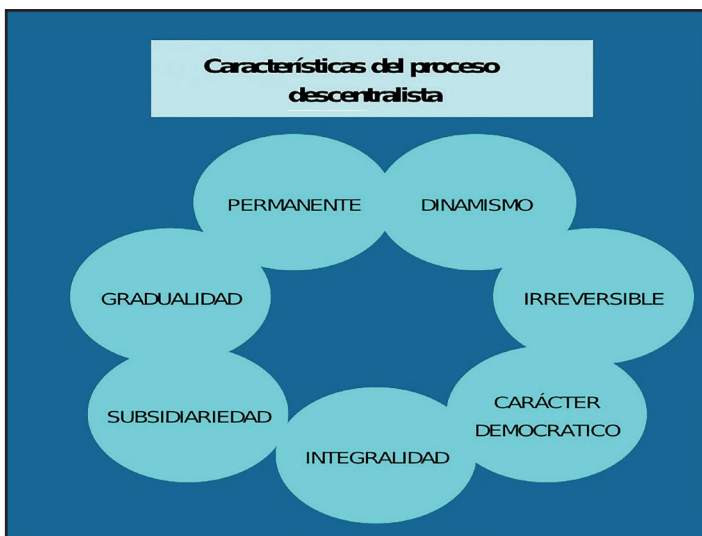 Características del proceso
descentralista
PERMANENTE
DINAMISMO
GRADUALIDAD
IRREVERSIBLE
SUBSIDIARIEDAD
CARÁCTER
DEMOCRATICO
INTEGRALIDAD